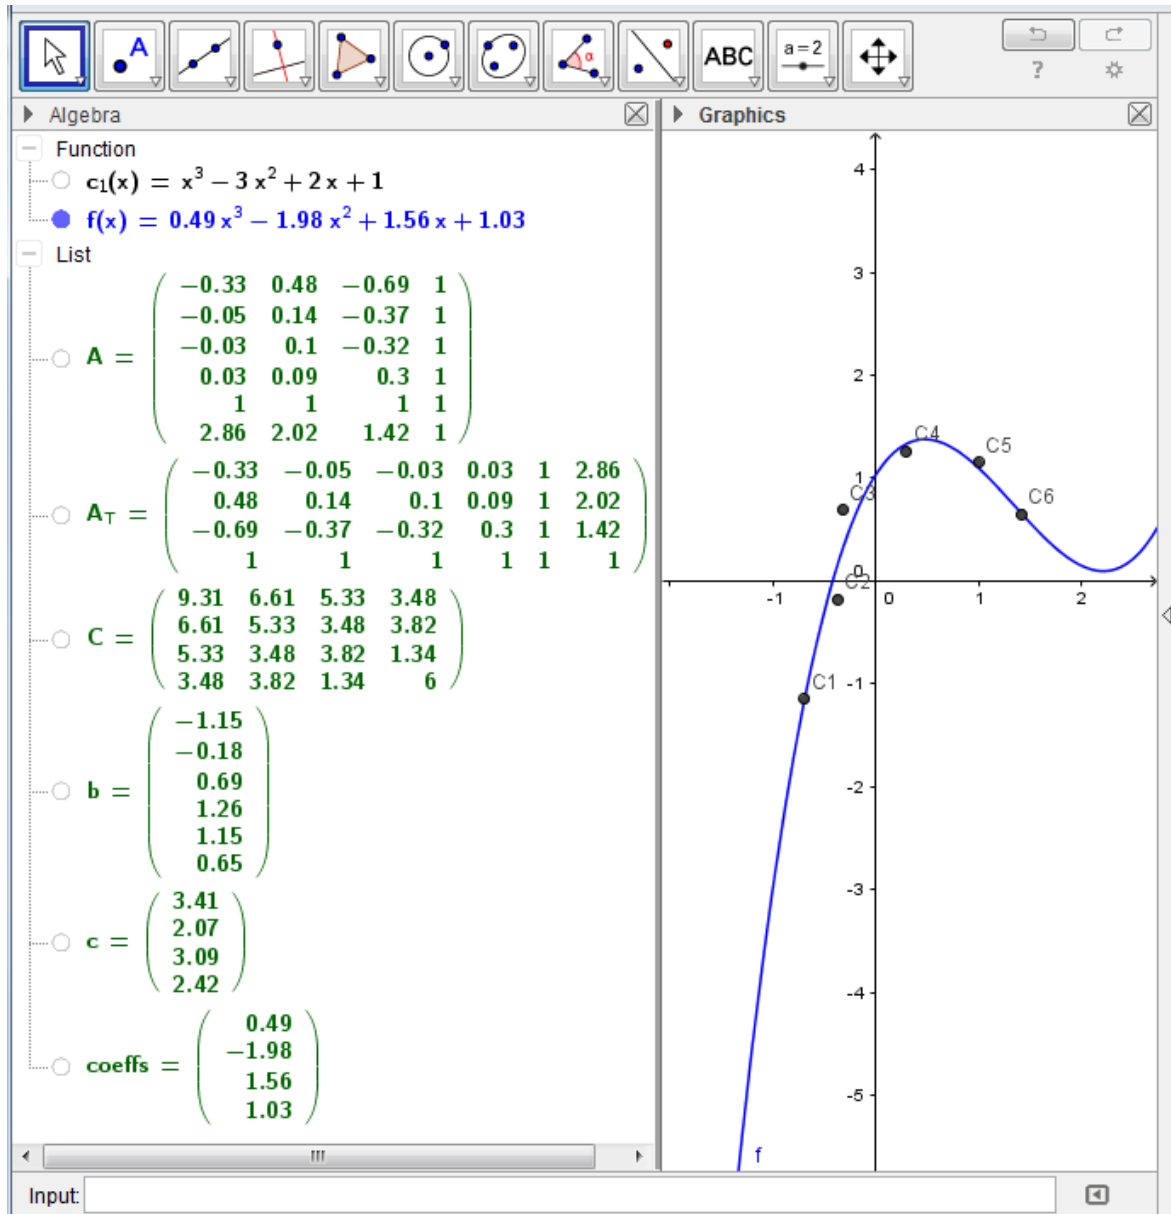 A
α
ABC
a = 2
?
Algebra
Graphics
Function
c₁(x) = x³ − 3 x² + 2 x + 1
f(x) = 0.49 x³ − 1.98 x² + 1.56 x + 1.03
List
A =
−0.33 0.48 −0.69 1
−0.05 0.14 −0.37 1
−0.03 0.1 −0.32 1
0.03 0.09 0.3 1
1 1 1 1
2.86 2.02 1.42 1
A_T =
−0.33 −0.05 −0.03 0.03 1 2.86
0.48 0.14 0.1 0.09 1 2.02
−0.69 −0.37 −0.32 0.3 1 1.42
1 1 1 1 1 1
C =
9.31 6.61 5.33 3.48
6.61 5.33 3.48 3.82
5.33 3.48 3.82 1.34
3.48 3.82 1.34 6
b =
−1.15
−0.18
0.69
1.26
1.15
0.65
c =
3.41
2.07
3.09
2.42
coeffs =
0.49
−1.98
1.56
1.03
4
3
2
C4
C5
1
C3
C6
0
C2
-1 0 1 2
C1
-1
-2
-3
-4
-5
f
Input: